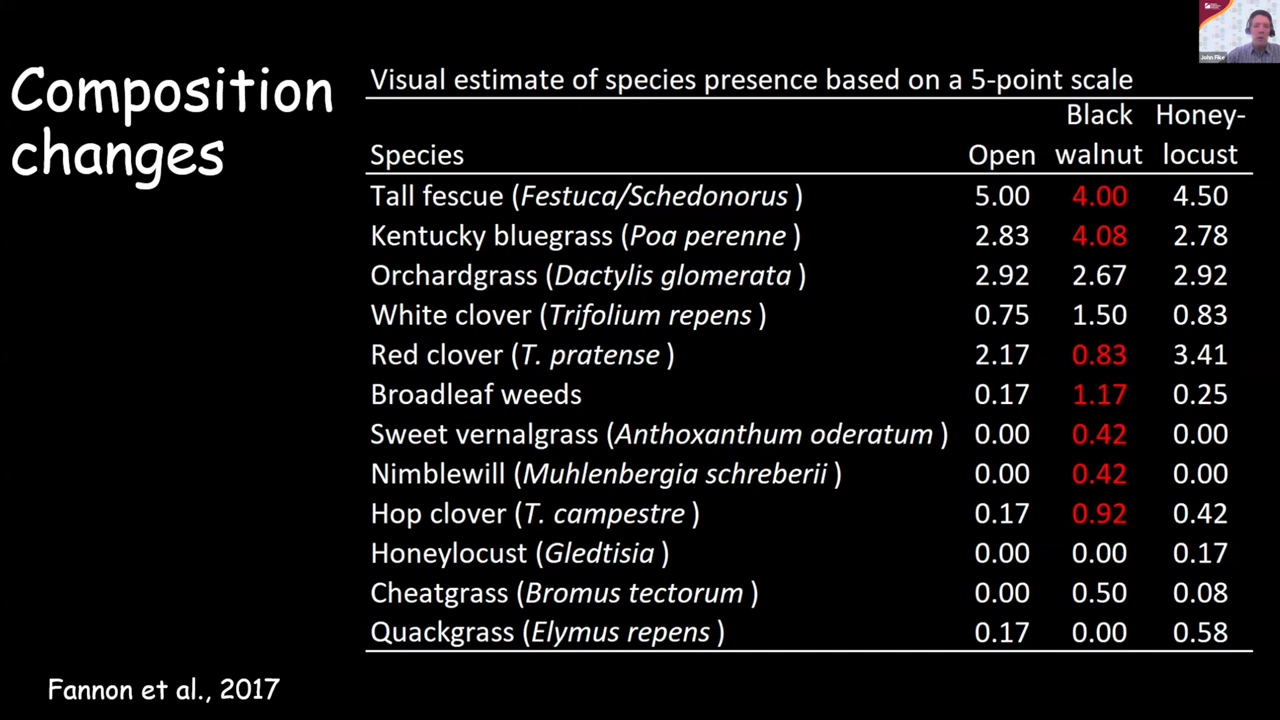 Composition
changes
Visual estimate of species presence based on a 5-point scale
Black Honey-
Species Open walnut locust
Tall fescue (Festuca/Schedonorus ) 5.00 4.00 4.50
Kentucky bluegrass (Poa perenne ) 2.83 4.08 2.78
Orchardgrass (Dactylis glomerata ) 2.92 2.67 2.92
White clover (Trifolium repens ) 0.75 1.50 0.83
Red clover (T. pratense ) 2.17 0.83 3.41
Broadleaf weeds 0.17 1.17 0.25
Sweet vernalgrass (Anthoxanthum oderatum ) 0.00 0.42 0.00
Nimblewill (Muhlenbergia schreberii ) 0.00 0.42 0.00
Hop clover (T. campestre ) 0.17 0.92 0.42
Honeylocust (Gledtisia ) 0.00 0.00 0.17
Cheatgrass (Bromus tectorum ) 0.00 0.50 0.08
Quackgrass (Elymus repens ) 0.17 0.00 0.58
Fannon et al., 2017
John Fike